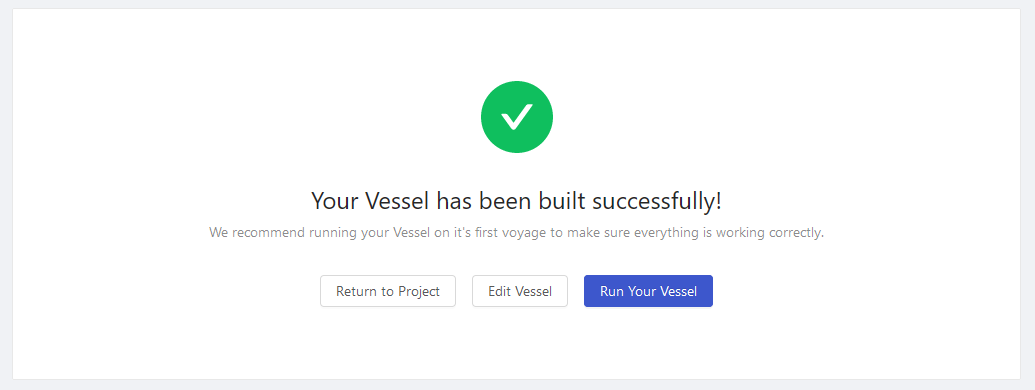 Your Vessel has been built successfully!
We recommend running your Vessel on it's first voyage to make sure everything is working correctly.
Return to Project Edit Vessel Run Your Vessel